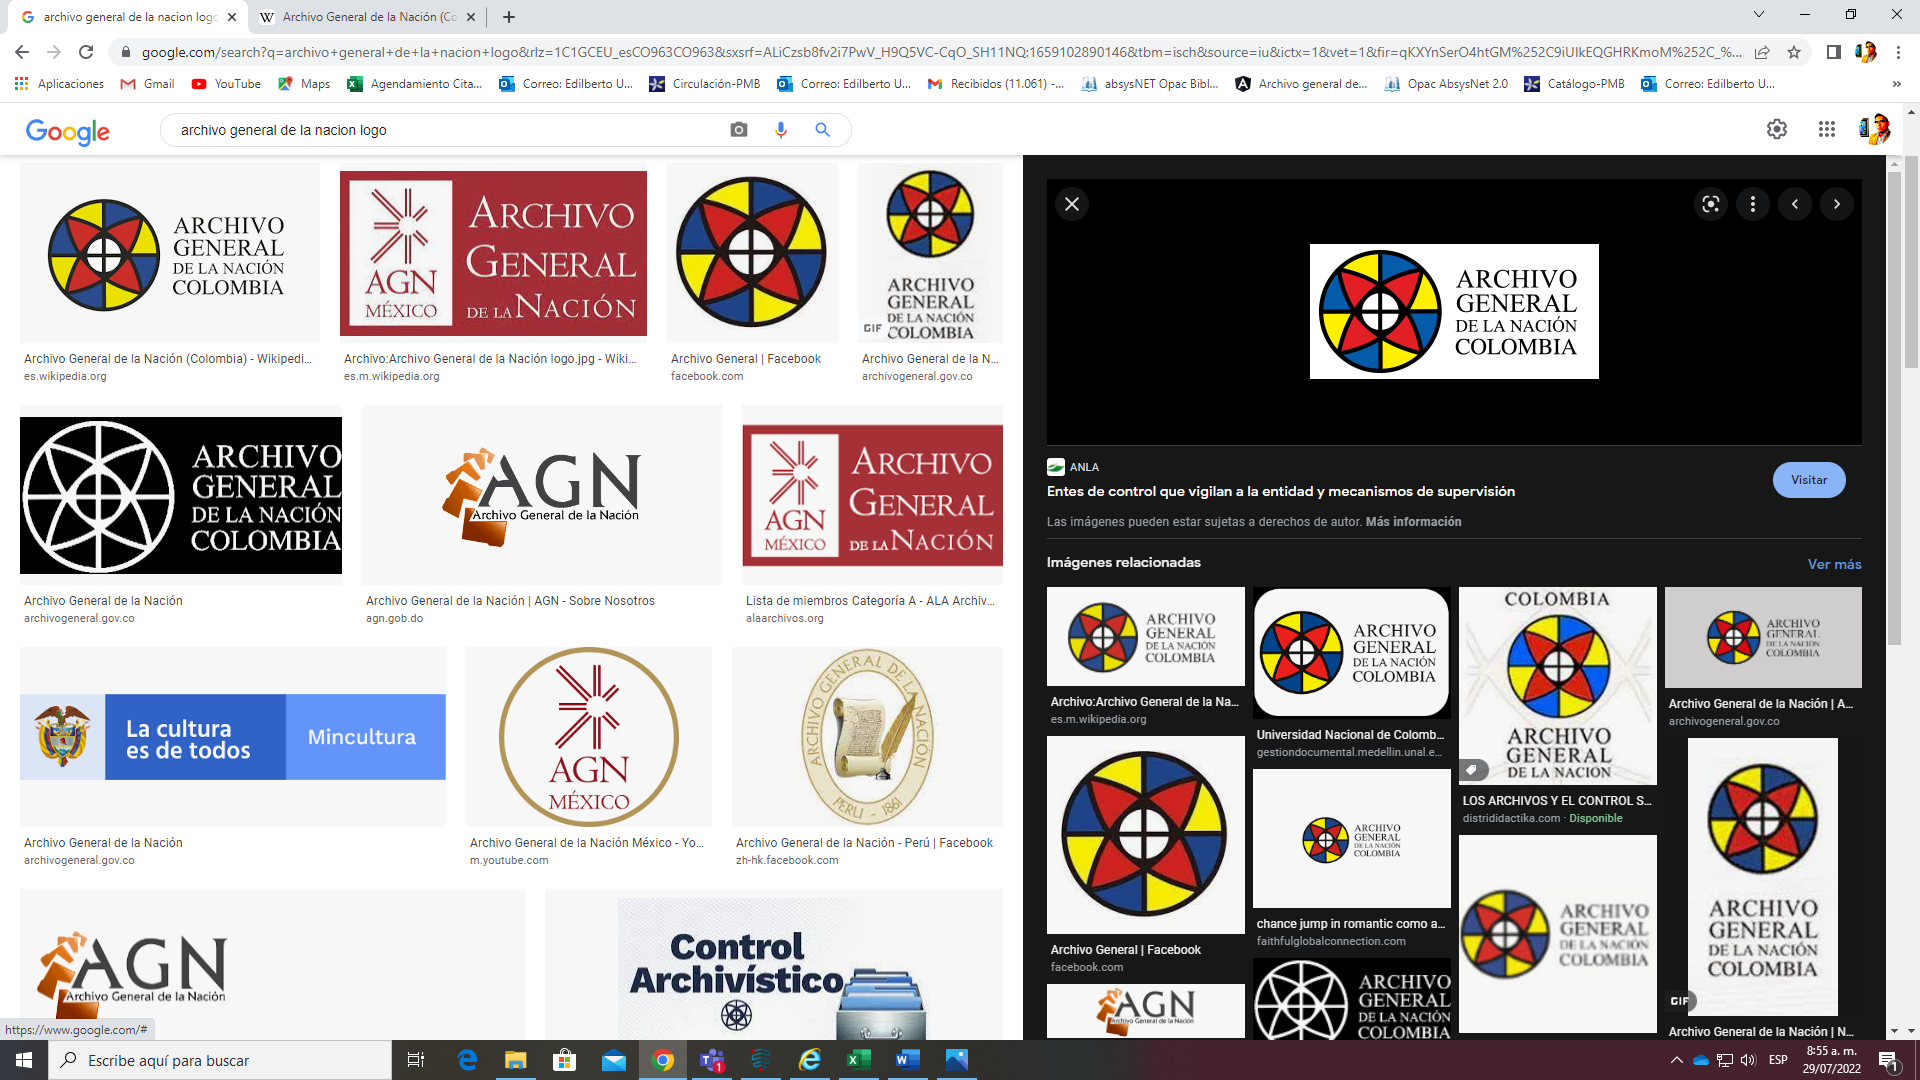 archivo general de la nacion logo
Archivo General de la Nación (Co
google.com/search?q=archivo+general+de+la+nacion+logo&rlz=1C1GCEU_esCO963CO963&sxsrf=ALiCzsb8fv2i7PwV_H9Q5VC-CqO_SH11NQ:1659102890146&tbm=isch&source=iu&ictx=1&vet=1&fir=qKXYnSerO4htGM%252C9iUIkEQGHRKmoM%252C_%...
Aplicaciones
Gmail
YouTube
Maps
Agendamiento Cita...
Correo: Edilberto U...
Circulación-PMB
Correo: Edilberto U...
Recibidos (11.061) -...
absysNET Opac Bibl...
Archivo general de...
Opac AbsysNet 2.0
Catálogo-PMB
Correo: Edilberto U...
Google
archivo general de la nacion logo
ARCHIVO
GENERAL
DE LA NACIÓN
COLOMBIA
Archivo General de la Nación (Colombia) - Wikipedi...
es.wikipedia.org
AGN
MÉXICO
ARCHIVO
GENERAL
DE LA NACIÓN
Archivo:Archivo General de la Nación logo.jpg - Wiki...
es.m.wikipedia.org
Archivo General | Facebook
facebook.com
ARCHIVO
GENERAL
DE LA NACIÓN
COLOMBIA
GIF
Archivo General de la N...
archivogeneral.gov.co
ARCHIVO
GENERAL
DE LA NACIÓN
COLOMBIA
Archivo General de la Nación
archivogeneral.gov.co
AGN
Archivo General de la Nación
Archivo General de la Nación | AGN - Sobre Nosotros
agn.gob.do
AGN
MÉXICO
ARCHIVO
GENERAL
DE LA NACIÓN
Lista de miembros Categoría A - ALA Archiv...
alaarchivos.org
La cultura
es de todos
Mincultura
Archivo General de la Nación
archivogeneral.gov.co
AGN
MÉXICO
Archivo General de la Nación México - Yo...
m.youtube.com
ARCHIVO GENERAL DE LA NACIÓN
PERU - 1861
Archivo General de la Nación - Perú | Facebook
zh-hk.facebook.com
AGN
Archivo General de la Nación
Control
Archivístico
https://www.google.com/#
ARCHIVO
GENERAL
DE LA NACIÓN
COLOMBIA
ANLA
Entes de control que vigilan a la entidad y mecanismos de supervisión
Visitar
Las imágenes pueden estar sujetas a derechos de autor. Más información
Imágenes relacionadas
Ver más
ARCHIVO
GENERAL
DE LA NACIÓN
COLOMBIA
Archivo:Archivo General de la Na...
es.m.wikipedia.org
ARCHIVO
GENERAL
DE LA NACIÓN
COLOMBIA
Universidad Nacional de Colomb...
gestiondocumental.medellin.unal.e...
COLOMBIA
ARCHIVO
GENERAL
DE LA NACION
LOS ARCHIVOS Y EL CONTROL S...
distrididactika.com · Disponible
ARCHIVO
GENERAL
DE LA NACIÓN
COLOMBIA
Archivo General de la Nación | A...
archivogeneral.gov.co
Archivo General | Facebook
facebook.com
ARCHIVO
GENERAL
DE LA NACIÓN
COLOMBIA
chance jump in romantic como a...
faithfulglobalconnection.com
ARCHIVO
GENERAL
DE LA NACIÓN
COLOMBIA
ARCHIVO
GENERAL
DE LA NACIÓN
COLOMBIA
GIF
Archivo General de la Nación | N...
AGN
Archivo General de la Nación
ARCHIVO
GENERAL
DE LA NACIÓN
COLOMBIA
Escribe aquí para buscar
1
ESP
8:55 a. m.
29/07/2022
1